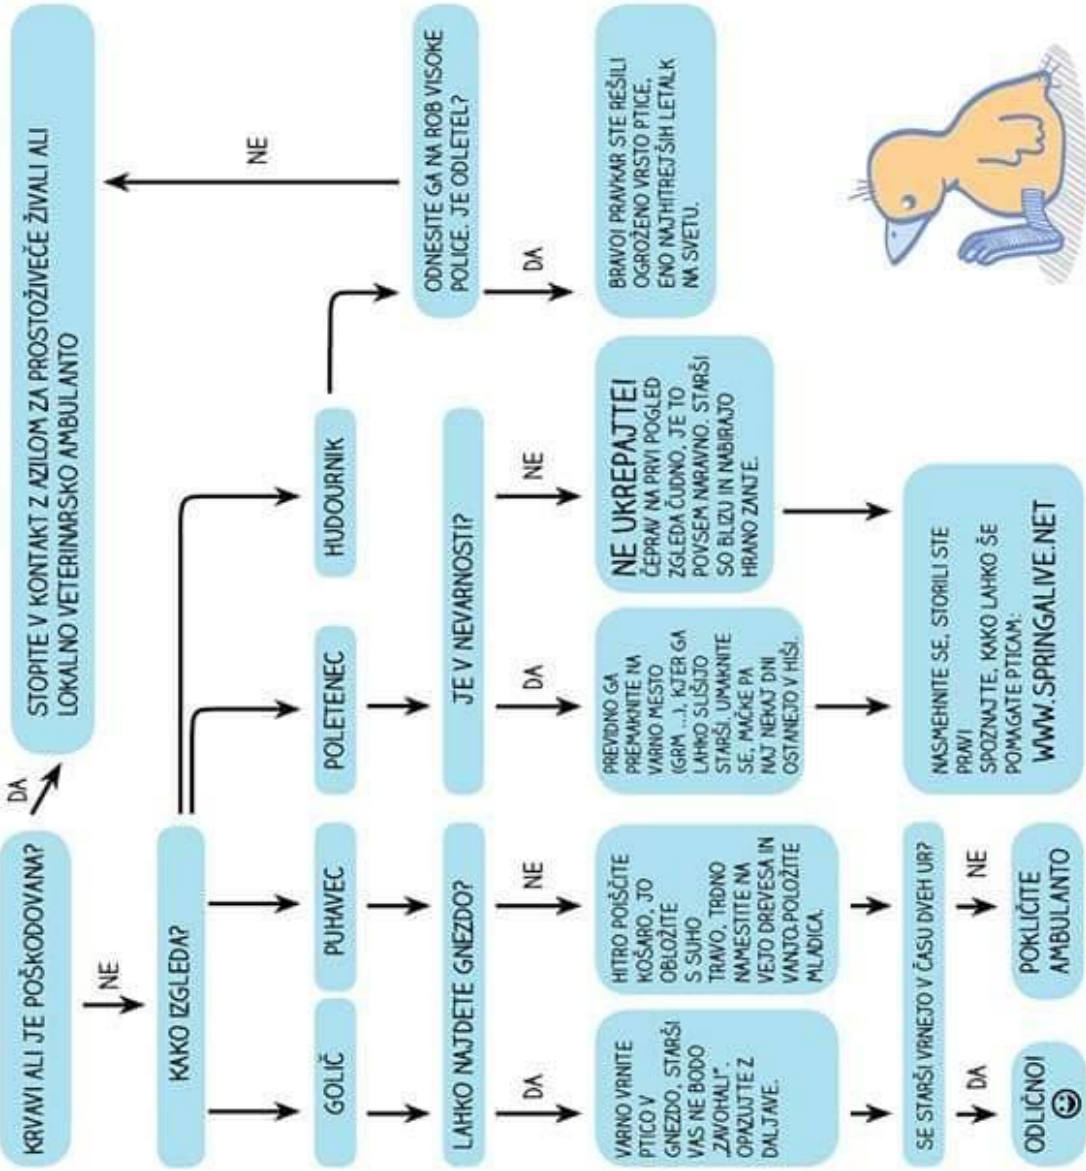 KRVAVI ALI JE POŠKODOVANA?
DA
STOPITE V KONTAKT Z AZILOM ZA PROSTOŽIVEČE ŽIVALI ALI
LOKALNO VETERINARSKO AMBULANTO
NE
KAKO IZGLEDA?
GOLIČ
PUHAVEC
POLETENEC
HUDOURNIK
ODNESITE GA NA ROB VISOKE
POLICE. JE ODLETEL?
NE
DA
BRAVO! PRAVKAR STE REŠILI
OGROŽENO VRSTO PTICE,
ENO NAJHITREJŠIH LETALK
NA SVETU.
LAHKO NAJDETE GNEZDO?
JE V NEVARNOSTI?
DA
NE
DA
NE
VARNO VRNITE
PTICO V
GNEZDO, STARŠI
VAS NE BODO
„ZAVOHALI“.
OPAZUJTE Z
DALJAVE.
HITRO POIŠČITE
KOŠARO, JO
OBLOŽITE
S SUHO
TRAVO, TRDNO
NAMESTITE NA
VEJO DREVESA IN
VANJO POLOŽITE
MLADIČA.
PREVIDNO GA
PREMAKNITE NA
VARNO MESTO
(GRM ...), KJER GA
LAHKO SLIŠIJO
STARŠI. UMAKNITE
SE, MAČKE PA
NAJ NEKAJ DNI
OSTANEJO V HIŠI.
NE UKREPAJTE!
ČEPRAV NA PRVI POGLED
ZGLEDA ČUDNO, JE TO
POVSEM NARAVNO. STARŠI
SO BLIZU IN NABIRAJO
HRANO ZANJE.
SE STARŠI VRNEJO V ČASU DVEH UR?
DA
NE
ODLIČNO!
POKLIČITE
AMBULANTO
NASMEHNITE SE, STORILI STE
PRAVI
SPOZNAJTE, KAKO LAHKO ŠE
POMAGATE PTICAM:
WWW.SPRINGALIVE.NET